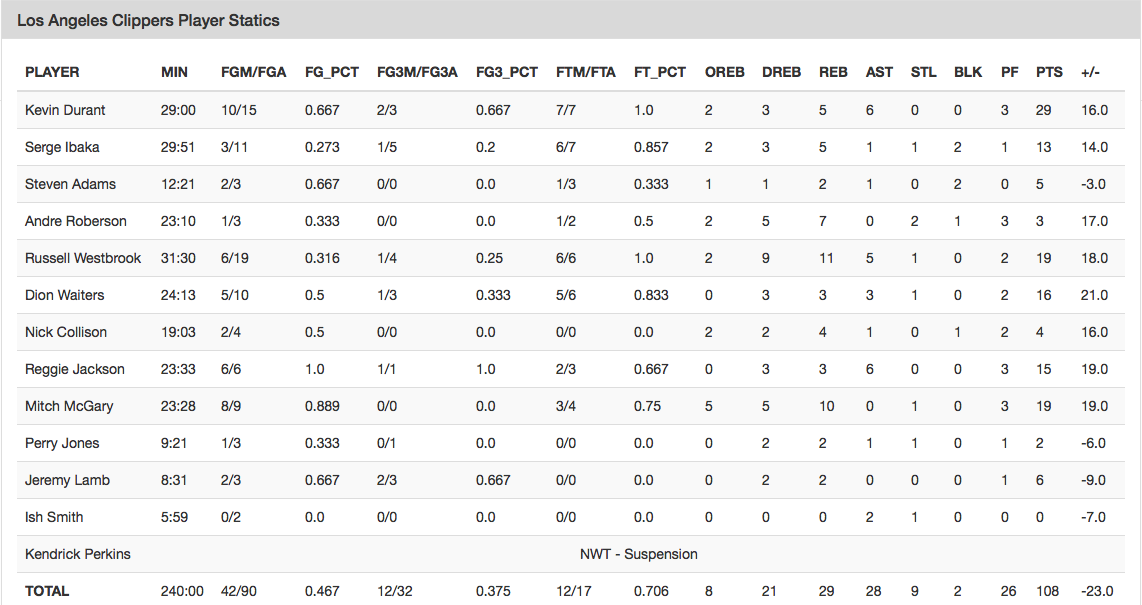 Los Angeles Clippers Player Statics
PLAYER MIN FGM/FGA FG_PCT FG3M/FG3A FG3_PCT FTM/FTA FT_PCT OREB DREB REB AST STL BLK PF PTS +/-
Kevin Durant 29:00 10/15 0.667 2/3 0.667 7/7 1.0 2 3 5 6 0 0 3 29 16.0
Serge Ibaka 29:51 3/11 0.273 1/5 0.2 6/7 0.857 2 3 5 1 1 2 1 13 14.0
Steven Adams 12:21 2/3 0.667 0/0 0.0 1/3 0.333 1 1 2 1 0 2 0 5 -3.0
Andre Roberson 23:10 1/3 0.333 0/0 0.0 1/2 0.5 2 5 7 0 2 1 3 3 17.0
Russell Westbrook 31:30 6/19 0.316 1/4 0.25 6/6 1.0 2 9 11 5 1 0 2 19 18.0
Dion Waiters 24:13 5/10 0.5 1/3 0.333 5/6 0.833 0 3 3 3 1 0 2 16 21.0
Nick Collison 19:03 2/4 0.5 0/0 0.0 0/0 0.0 2 2 4 1 0 1 2 4 16.0
Reggie Jackson 23:33 6/6 1.0 1/1 1.0 2/3 0.667 0 3 3 6 0 0 3 15 19.0
Mitch McGary 23:28 8/9 0.889 0/0 0.0 3/4 0.75 5 5 10 0 1 0 3 19 19.0
Perry Jones 9:21 1/3 0.333 0/1 0.0 0/0 0.0 0 2 2 1 1 0 1 2 -6.0
Jeremy Lamb 8:31 2/3 0.667 2/3 0.667 0/0 0.0 0 2 2 0 0 0 1 6 -9.0
Ish Smith 5:59 0/2 0.0 0/0 0.0 0/0 0.0 0 0 0 2 1 0 0 0 -7.0
Kendrick Perkins NWT - Suspension
TOTAL 240:00 42/90 0.467 12/32 0.375 12/17 0.706 8 21 29 28 9 2 26 108 -23.0